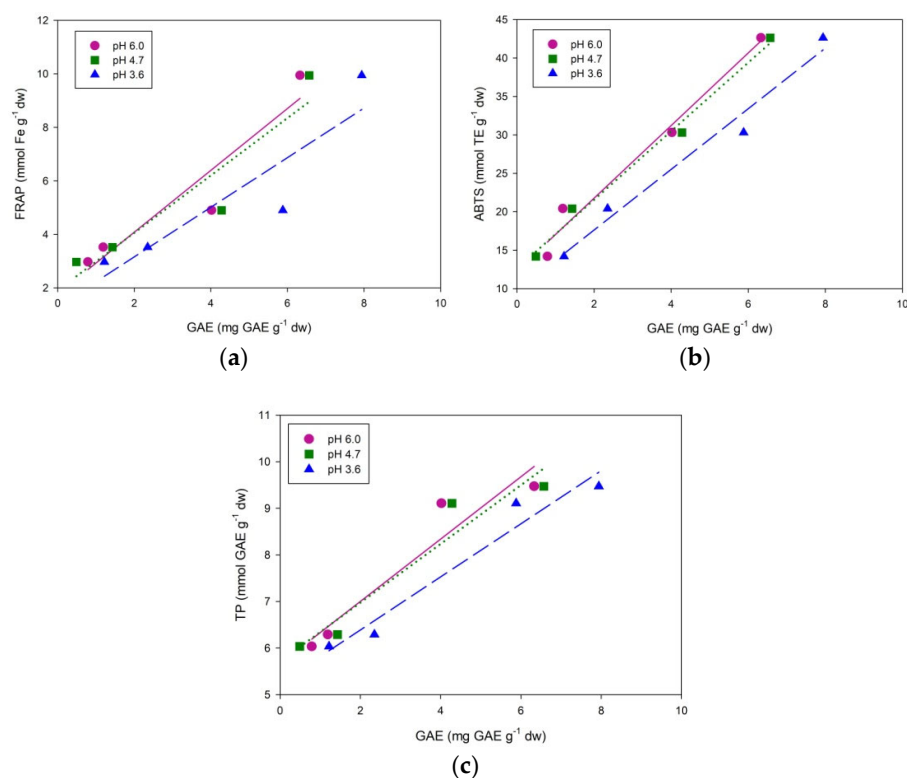 12
10
8
6
4
2
0 2 4 6 8 10
FRAP (mmol Fe g⁻¹ dw)
GAE (mg GAE g⁻¹ dw)
pH 6.0
pH 4.7
pH 3.6
(a)
45
40
35
30
25
20
15
10
0 2 4 6 8 10
ABTS (mmol TE g⁻¹ dw)
GAE (mg GAE g⁻¹ dw)
pH 6.0
pH 4.7
pH 3.6
(b)
11
10
9
8
7
6
5
0 2 4 6 8 10
TP (mmol GAE g⁻¹ dw)
GAE (mg GAE g⁻¹ dw)
pH 6.0
pH 4.7
pH 3.6
(c)